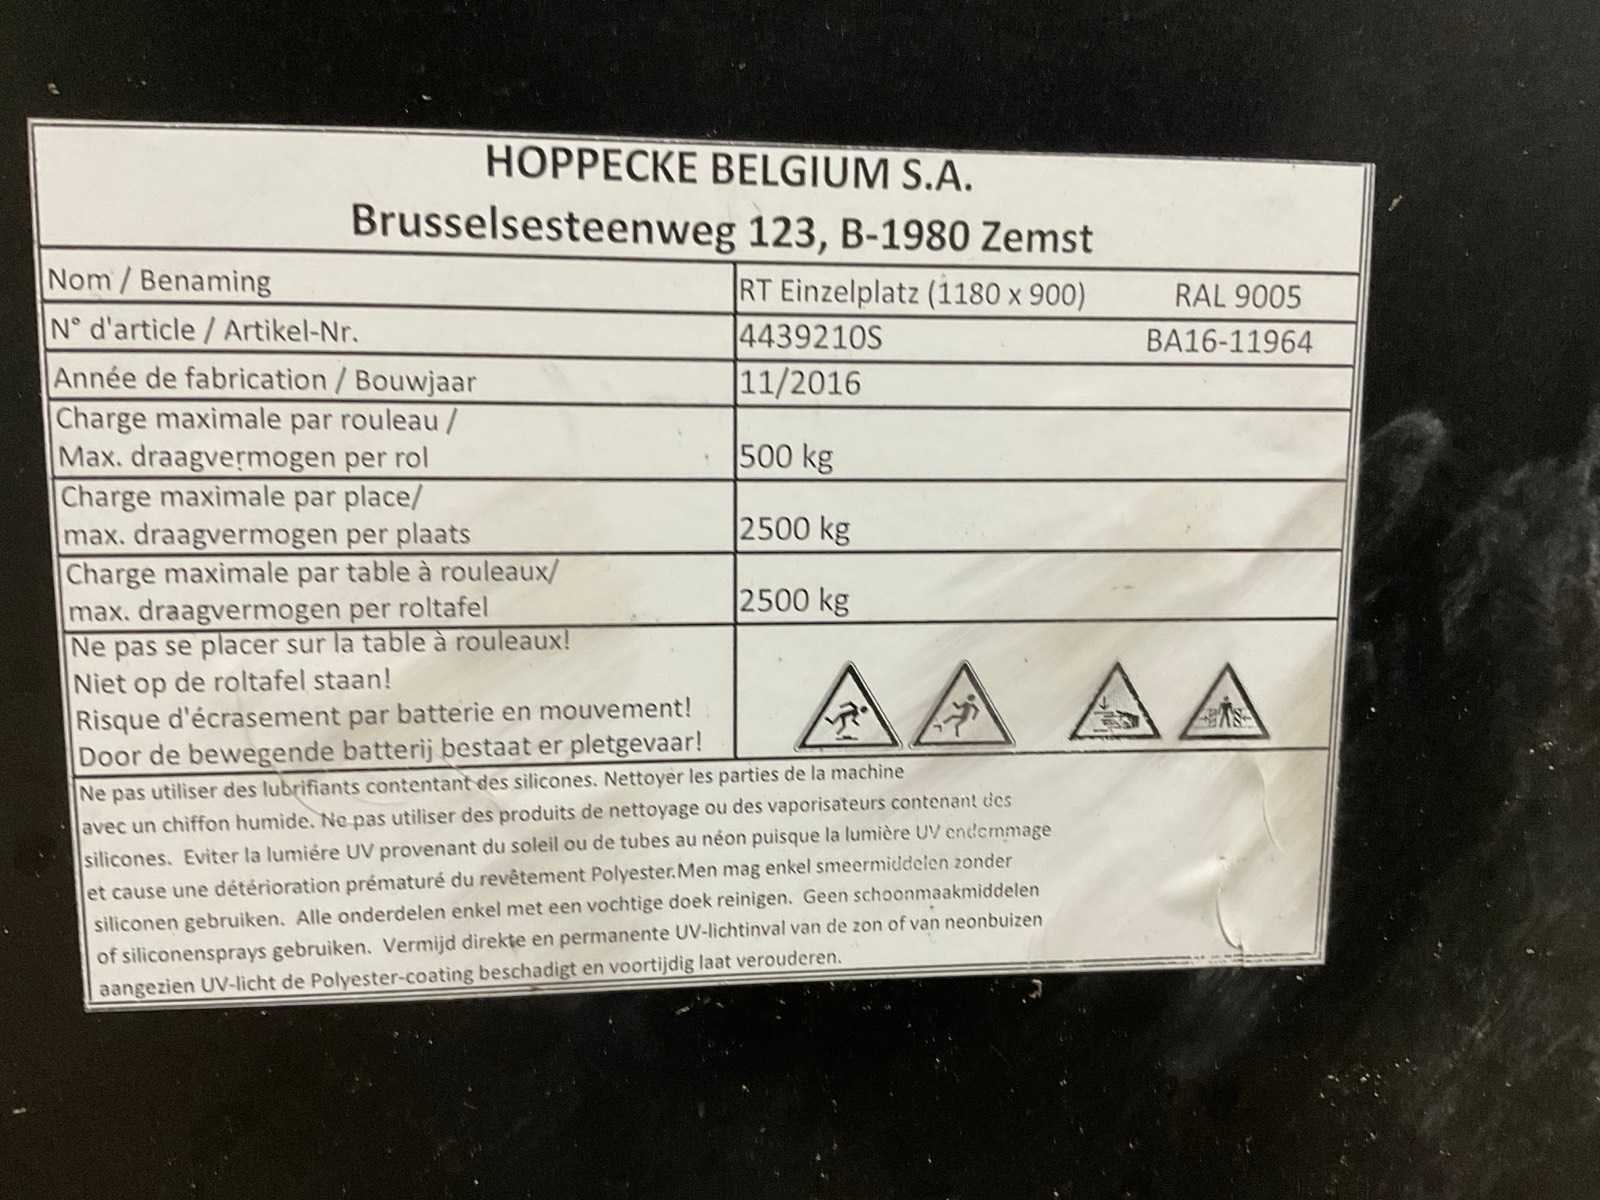 HOPPECKE BELGIUM S.A.
Brusselsesteenweg 123, B-1980 Zemst
Nom / Benaming RT Einzelplatz (1180 x 900) RAL 9005
N° d'article / Artikel-Nr. 4439210S BA16-11964
Année de fabrication / Bouwjaar 11/2016
Charge maximale par rouleau /
Max. draagvermogen per rol 500 kg
Charge maximale par place/
max. draagvermogen per plaats 2500 kg
Charge maximale par table à rouleaux/
max. draagvermogen per roltafel 2500 kg
Ne pas se placer sur la table à rouleaux!
Niet op de roltafel staan!
Risque d'écrasement par batterie en mouvement!
Door de bewegende batterij bestaat er pletgevaar!
Ne pas utiliser des lubrifiants contentant des silicones. Nettoyer les parties de la machine
avec un chiffon humide. Ne pas utiliser des produits de nettoyage ou des vaporisateurs contenant des
silicones. Eviter la lumiére UV provenant du soleil ou de tubes au néon puisque la lumière UV endommage
et cause une détérioration prématuré du revêtement Polyester.Men mag enkel smeermiddelen zonder
siliconen gebruiken. Alle onderdelen enkel met een vochtige doek reinigen. Geen schoonmaakmiddelen
of siliconensprays gebruiken. Vermijd direkte en permanente UV-lichtinval van de zon of van neonbuizen
aangezien UV-licht de Polyester-coating beschadigt en voortijdig laat verouderen.